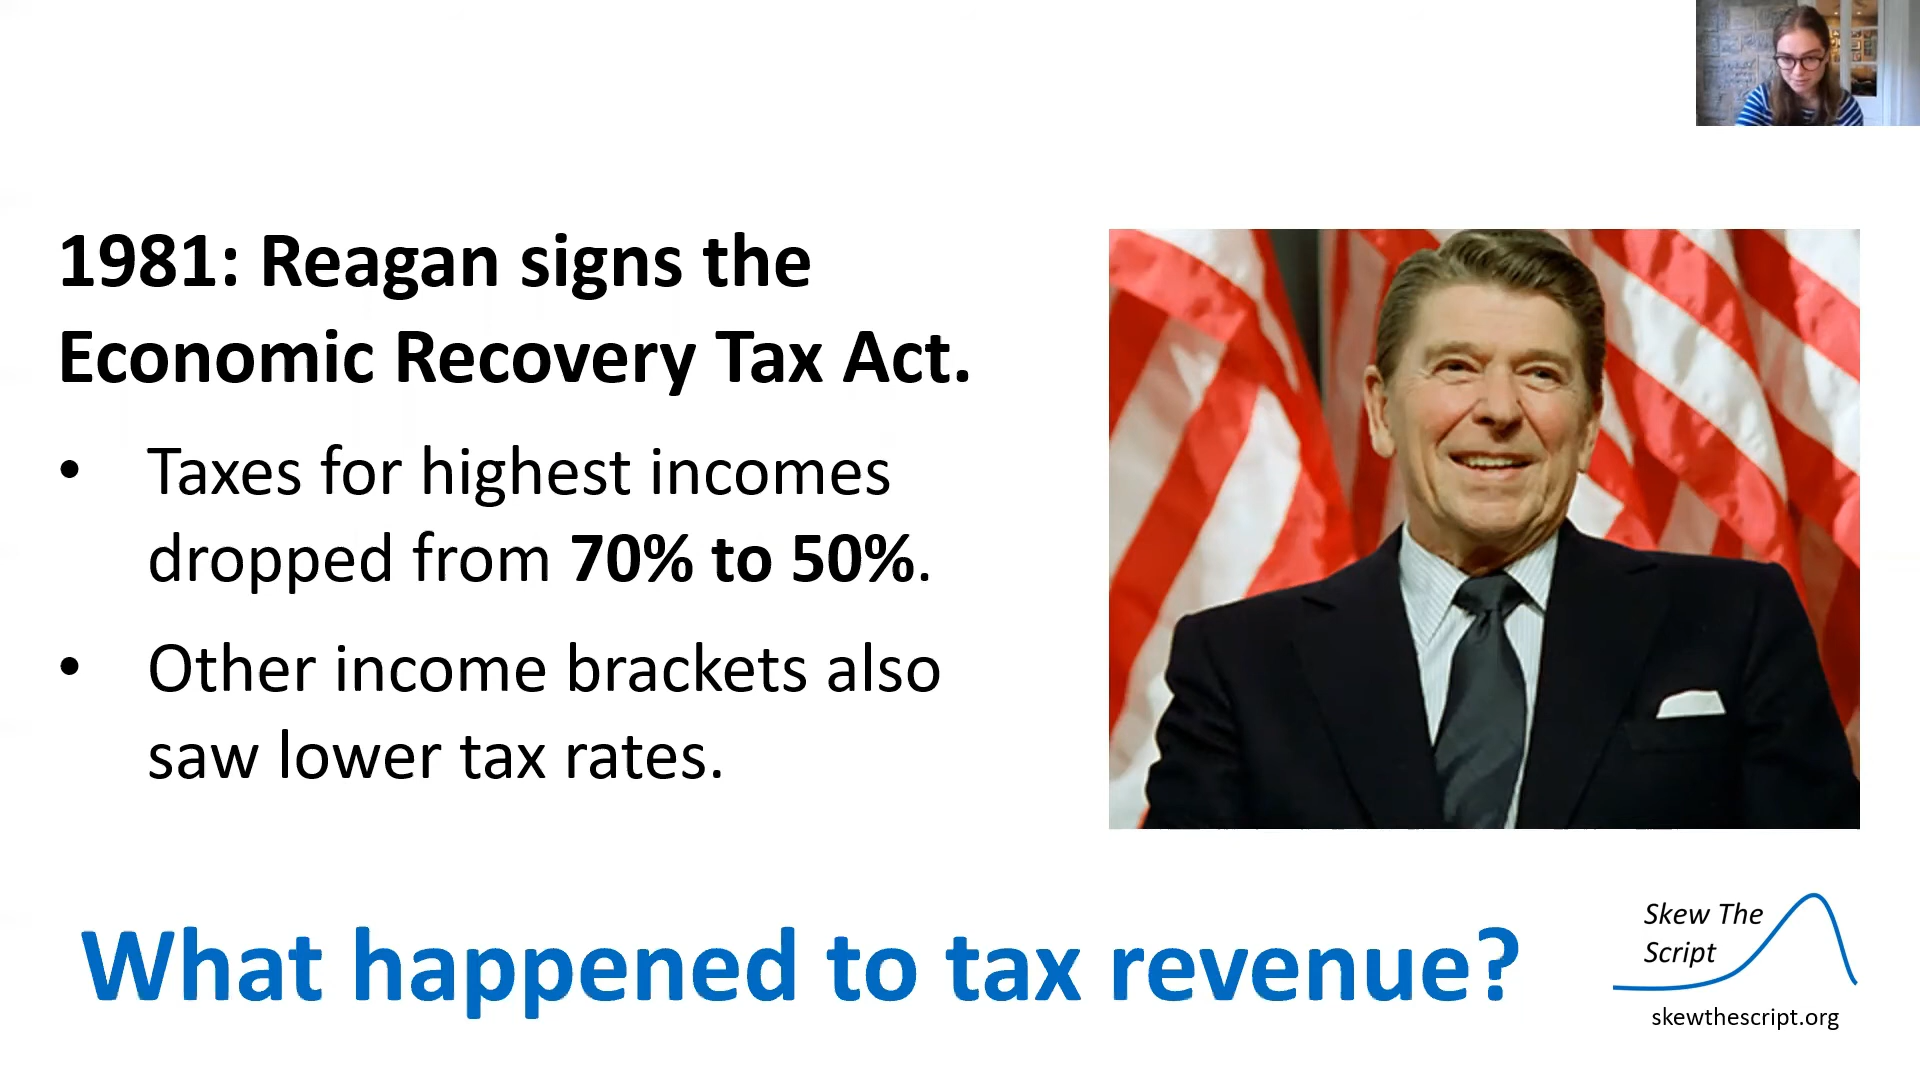 1981: Reagan signs the
Economic Recovery Tax Act.
• Taxes for highest incomes
dropped from 70% to 50%.
• Other income brackets also
saw lower tax rates.
What happened to tax revenue?
Skew The
Script
skewthescript.org